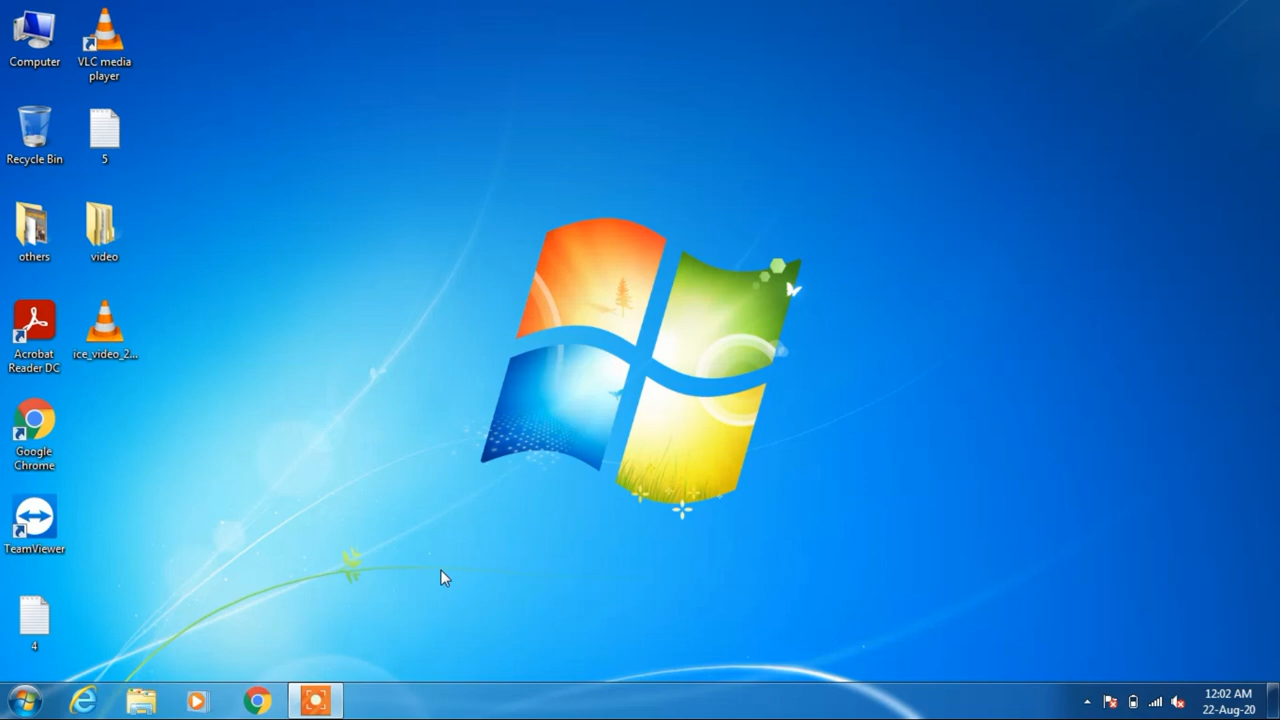 Computer
VLC media
player
Recycle Bin
5
others
video
Acrobat
Reader DC
ice_video_2...
Google
Chrome
TeamViewer
4
12:02 AM
22-Aug-20